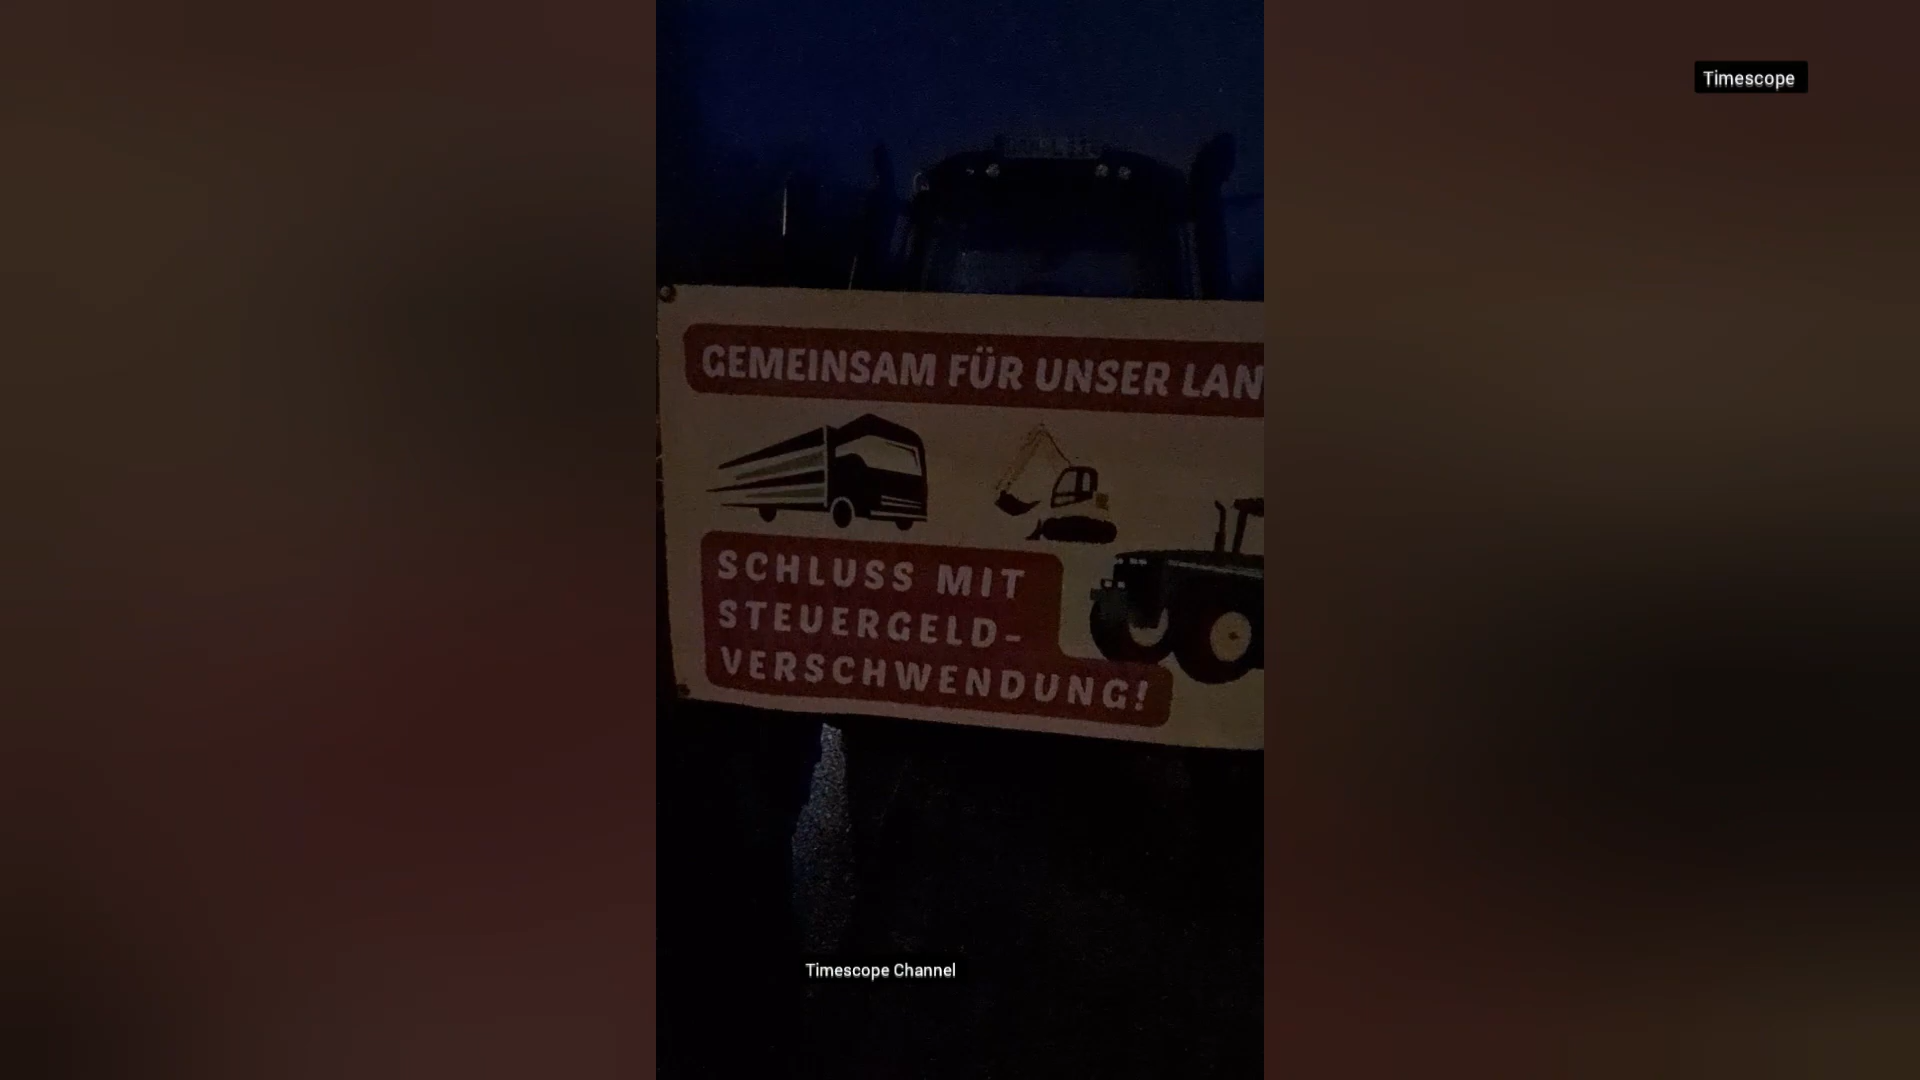 Timescope
GEMEINSAM FÜR UNSER LAN
SCHLUSS MIT
STEUERGELD-
VERSCHWENDUNG!
Timescope Channel